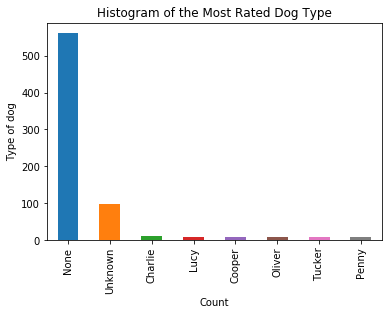 Histogram of the Most Rated Dog Type
Type of dog
500
400
300
200
100
0
None
Unknown
Charlie
Lucy
Cooper
Oliver
Tucker
Penny
Count